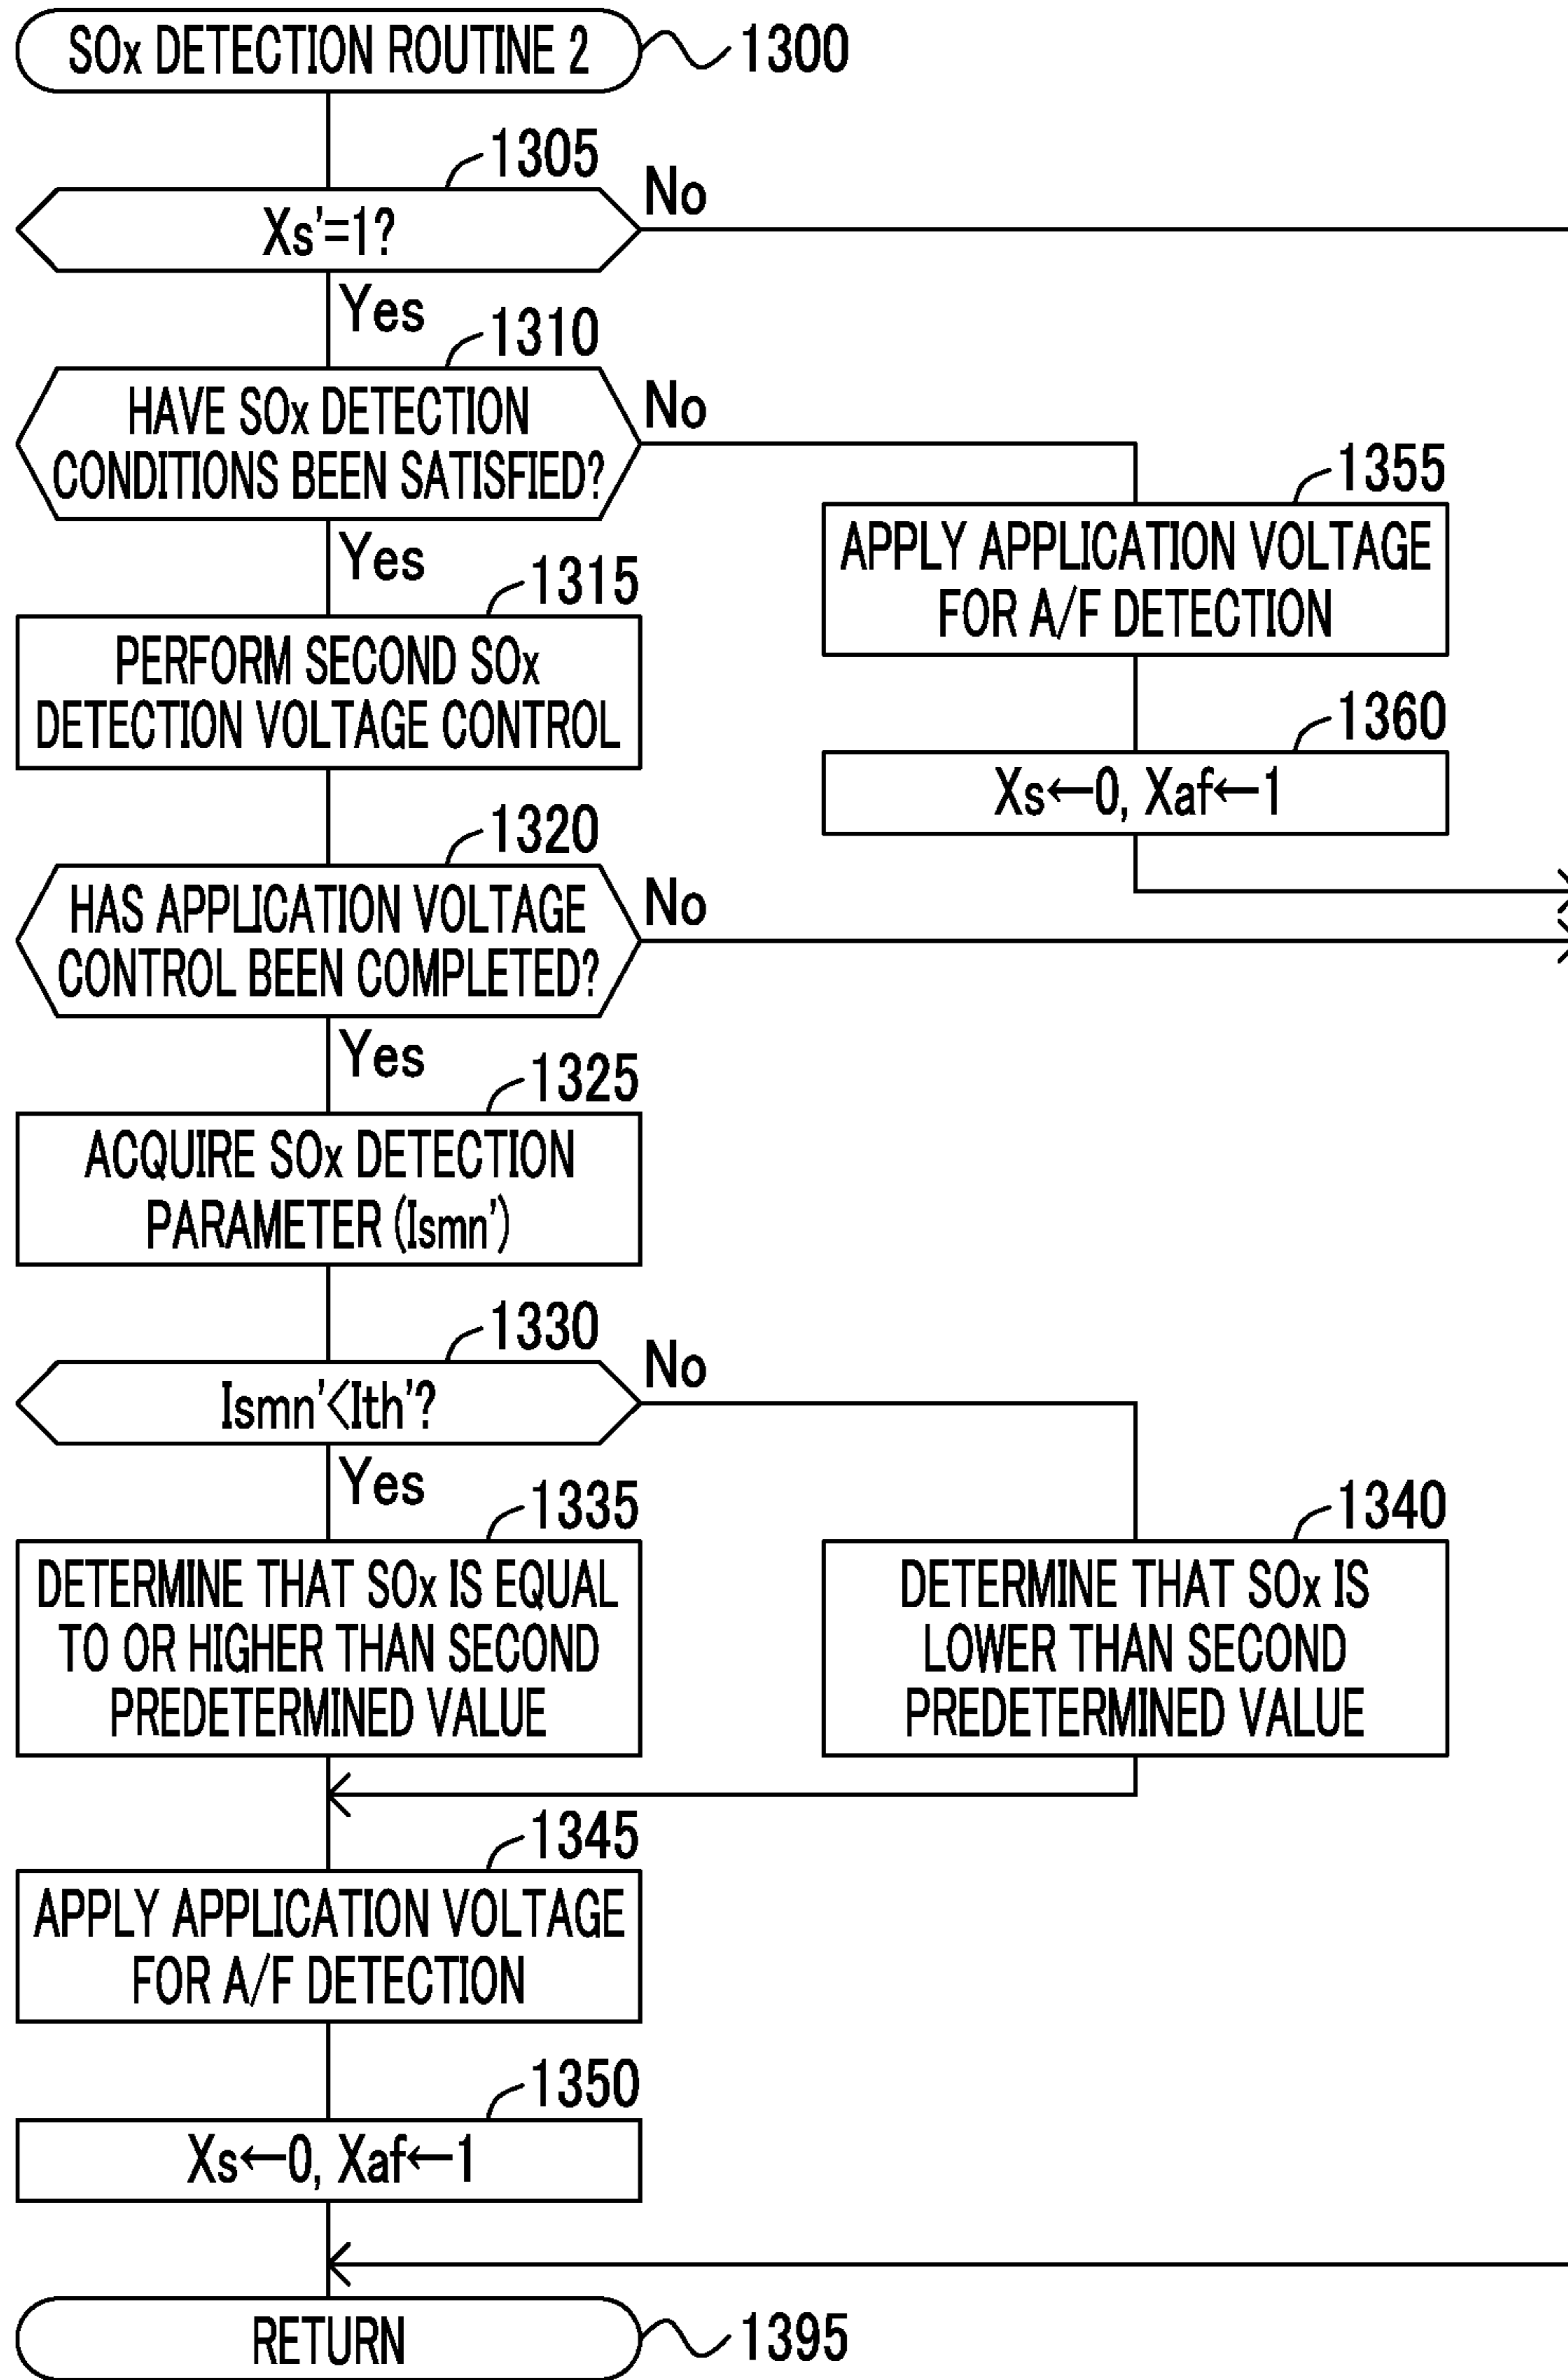 SOx DETECTION ROUTINE 2
1300
1305
Xs'=1?
No
Yes
1310
HAVE SOx DETECTION
CONDITIONS BEEN SATISFIED?
No
Yes
1355
APPLY APPLICATION VOLTAGE
FOR A/F DETECTION
1315
PERFORM SECOND SOx
DETECTION VOLTAGE CONTROL
1360
Xs←0, Xaf←1
1320
HAS APPLICATION VOLTAGE
CONTROL BEEN COMPLETED?
No
Yes
1325
ACQUIRE SOx DETECTION
PARAMETER (Ismn')
1330
Ismn'<Ith'?
No
Yes
1335
DETERMINE THAT SOx IS EQUAL
TO OR HIGHER THAN SECOND
PREDETERMINED VALUE
1340
DETERMINE THAT SOx IS
LOWER THAN SECOND
PREDETERMINED VALUE
1345
APPLY APPLICATION VOLTAGE
FOR A/F DETECTION
1350
Xs←0, Xaf←1
RETURN
1395